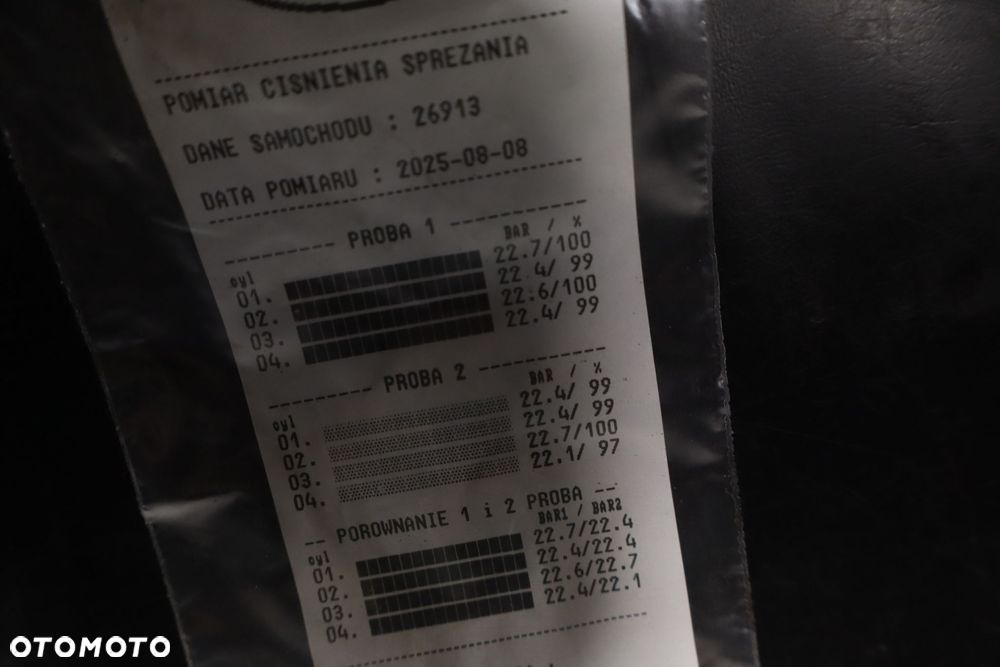 POMIAR CISNIENIA SPREZANIA
DANE SAMOCHODU : 26913
DATA POMIARU : 2025-08-08
------- PROBA 1 -------
cyl BAR / %
01. 22.7/100
02. 22.4/ 99
03. 22.6/100
04. 22.4/ 99
------- PROBA 2 -------
cyl BAR / %
01. 22.4/ 99
02. 22.4/ 99
03. 22.7/100
04. 22.1/ 97
-- POROWNANIE 1 i 2 PROBA --
cyl BAR1 / BAR2
01. 22.7/22.4
02. 22.4/22.4
03. 22.6/22.7
04. 22.4/22.1
OTOMOTO